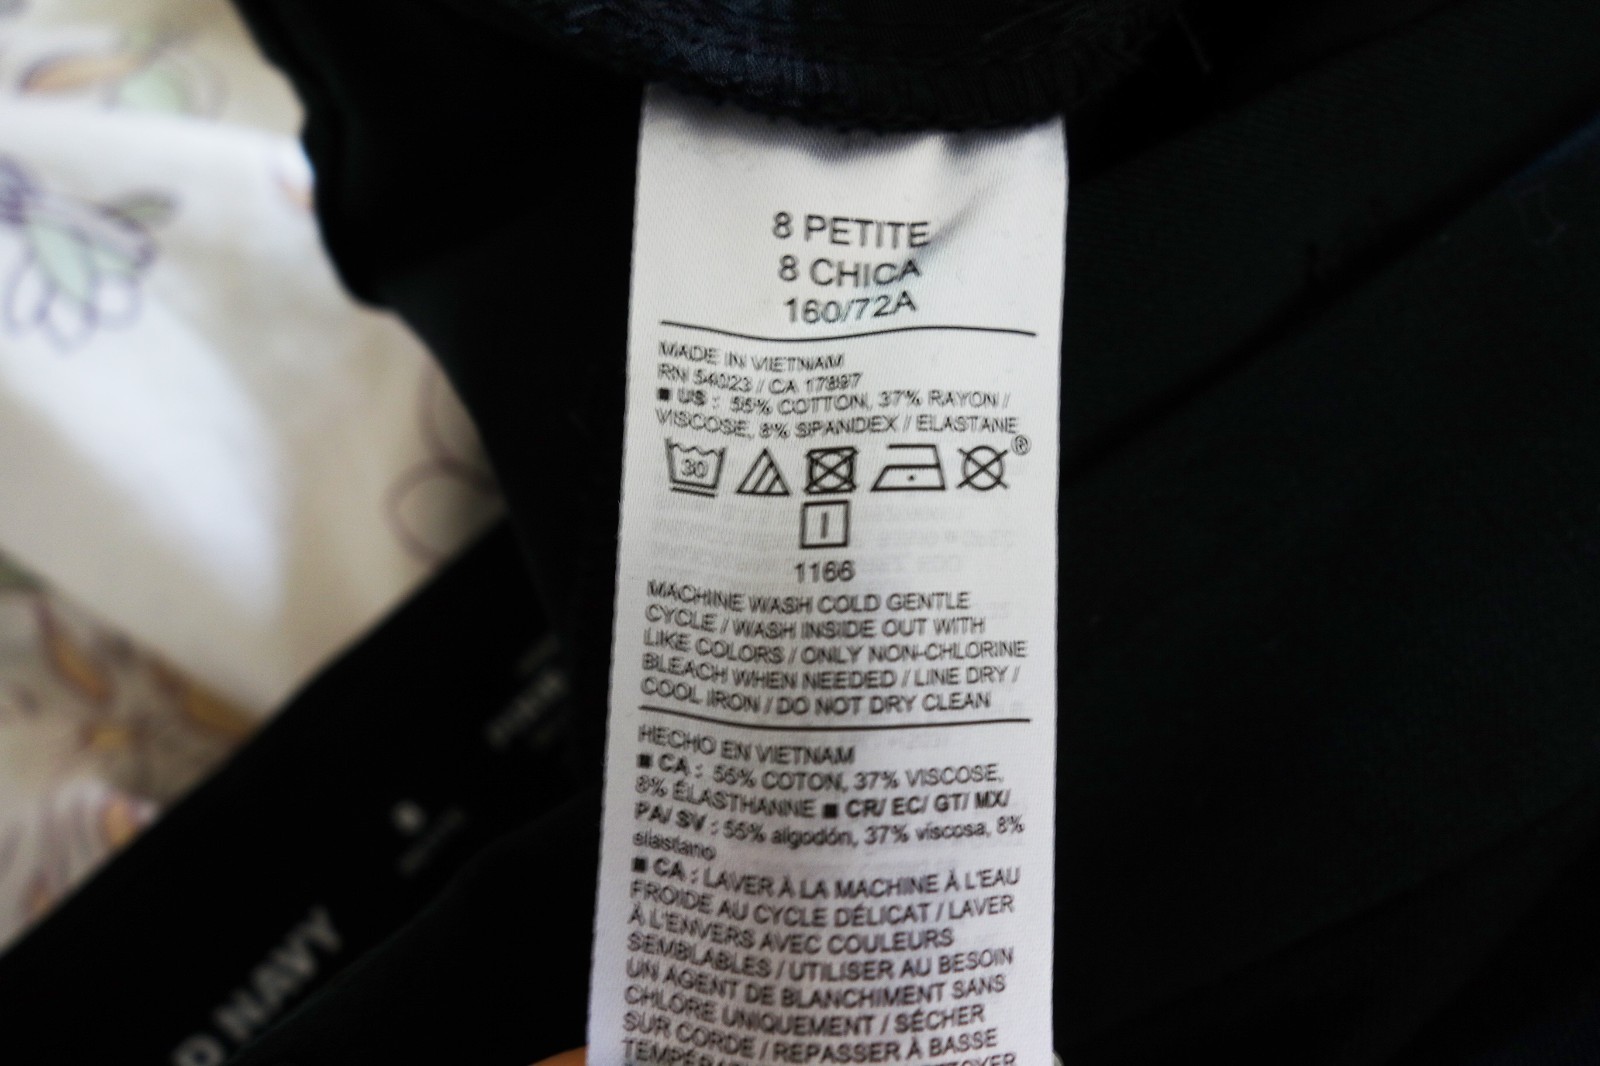 8 PETITE
8 CHICA
160/72A
MADE IN VIETNAM
RN 54023 / CA 17897
■ US : 55% COTTON, 37% RAYON /
VISCOSE, 8% SPANDEX / ELASTANE
30
®
1166
MACHINE WASH COLD GENTLE
CYCLE / WASH INSIDE OUT WITH
LIKE COLORS / ONLY NON-CHLORINE
BLEACH WHEN NEEDED / LINE DRY /
COOL IRON / DO NOT DRY CLEAN
HECHO EN VIETNAM
■ CA : 55% COTON, 37% VISCOSE,
8% ÉLASTHANNE ■ CR/ EC/ GT/ MX/
PA/ SV : 55% algodón, 37% viscosa, 8%
elastano
■ CA : LAVER À LA MACHINE À L'EAU
FROIDE AU CYCLE DÉLICAT / LAVER
À L'ENVERS AVEC COULEURS
SEMBLABLES / UTILISER AU BESOIN
UN AGENT DE BLANCHIMENT SANS
CHLORE UNIQUEMENT / SÉCHER
SUR CORDE / REPASSER À BASSE
D NAVY